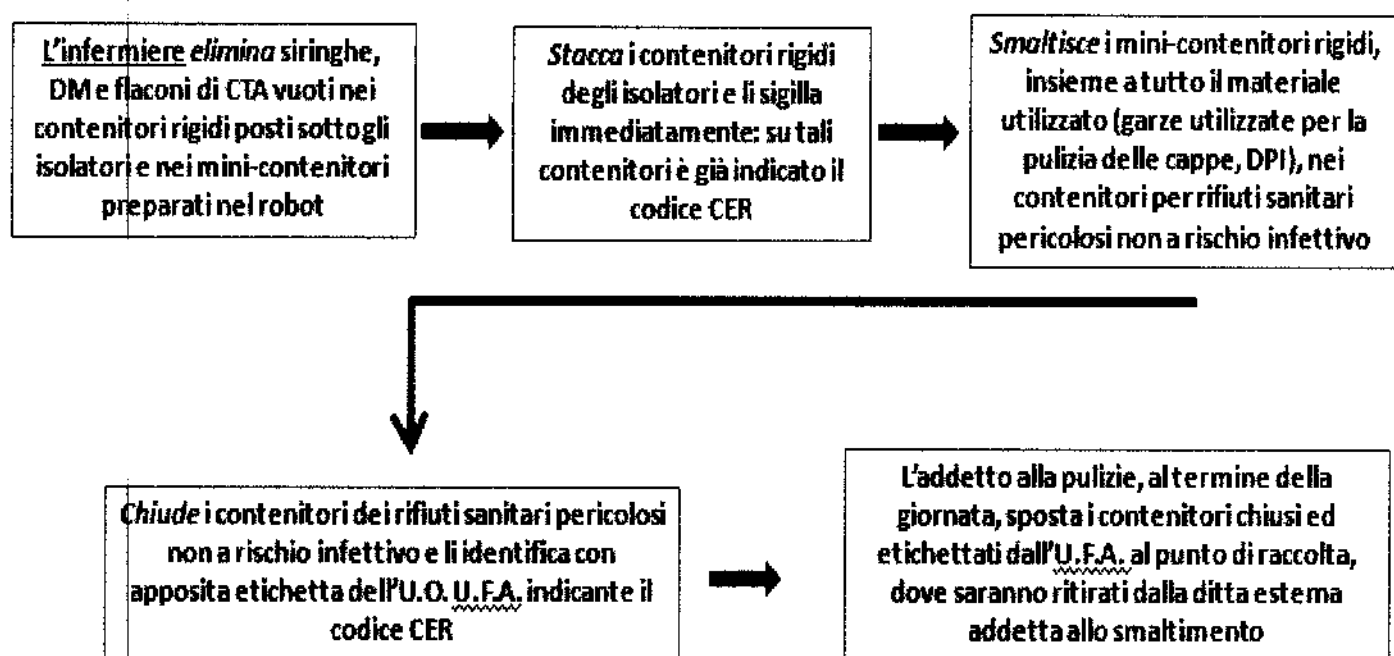 L'infermiere elimina siringhe,
DM e flaconi di CTA vuoti nei
contenitori rigidi posti sotto gli
isolatori e nei mini-contenitori
preparati nel robot
Stacca i contenitori rigidi
degli isolatori e li sigilla
immediatamente: su tali
contenitori è già indicato il
codice CER
Smaltisce i mini-contenitori rigidi,
insieme a tutto il materiale
utilizzato (garze utilizzate per la
pulizia delle cappe, DPI), nei
contenitori per rifiuti sanitari
pericolosi non a rischio infettivo
Chiude i contenitori dei rifiuti sanitari pericolosi
non a rischio infettivo e li identifica con
apposita etichetta dell'U.O. U.F.A. indicante il
codice CER
L'addetto alla pulizie, al termine della
giornata, sposta i contenitori chiusi ed
etichettati dall'U.F.A. al punto di raccolta,
dove saranno ritirati dalla ditta esterna
addetta allo smaltimento